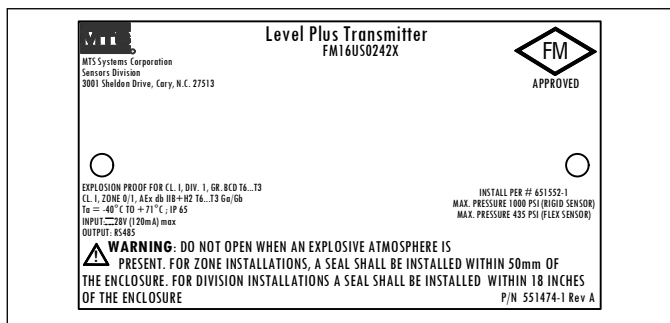 MTS
Level Plus Transmitter
FM16US0242X
FM
APPROVED
MTS Systems Corporation
Sensors Division
3001 Sheldon Drive, Cary, N.C. 27513
EXPLOSION PROOF FOR CL. I, DIV. 1, GR. BCD T6...T3
CL. I, ZONE 0/1, AEx db IIB+H2 T6...T3 Ga/Gb
Ta = -40°C TO +71°C ; IP 65
INPUT:⎓28V (120mA) max
OUTPUT: RS485
INSTALL PER # 651552-1
MAX. PRESSURE 1000 PSI (RIGID SENSOR)
MAX. PRESSURE 435 PSI (FLEX SENSOR)
WARNING: DO NOT OPEN WHEN AN EXPLOSIVE ATMOSPHERE IS
PRESENT. FOR ZONE INSTALLATIONS, A SEAL SHALL BE INSTALLED WITHIN 50mm OF
THE ENCLOSURE. FOR DIVISION INSTALLATIONS A SEAL SHALL BE INSTALLED WITHIN 18 INCHES
OF THE ENCLOSURE
P/N 551474-1 Rev A